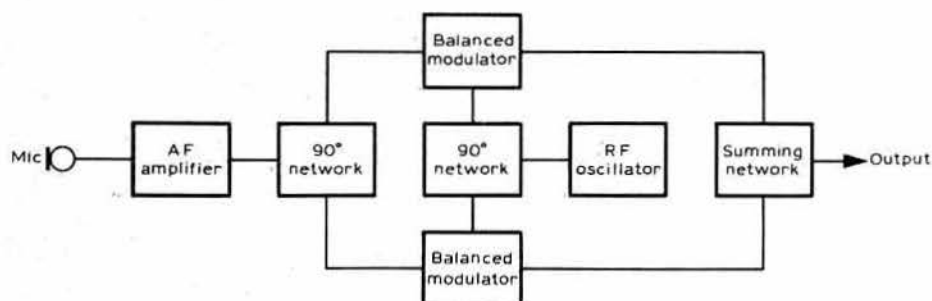 Balanced
modulator
Mic
AF
amplifier
90°
network
90°
network
RF
oscillator
Summing
network
Output
Balanced
modulator